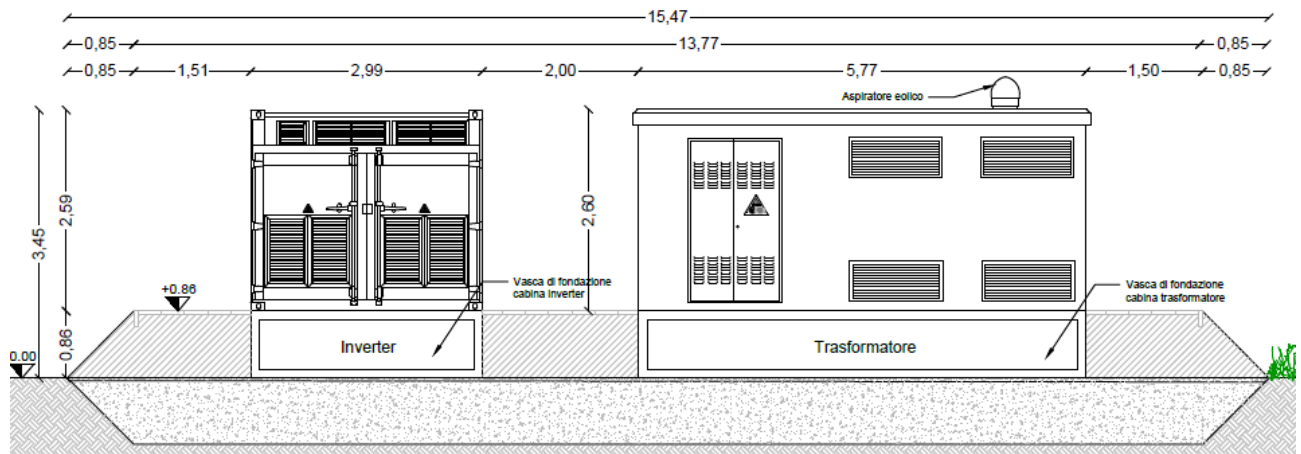 15,47
0,85 13,77 0,85
0,85 1,51 2,99 2,00 5,77 1,50 0,85
Aspiratore eolico
3,45
2,59
2,60
Vasca di fondazione
cabina inverter
Vasca di fondazione
cabina trasformatore
+0.86
0,86
0.00
Inverter
Trasformatore